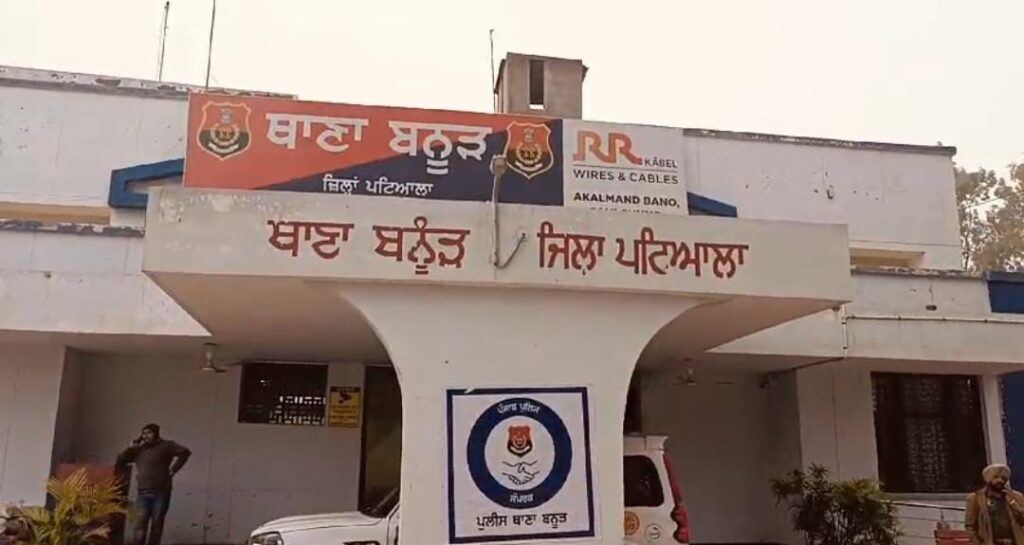 ਥਾਣਾ ਬਨੂੜ
ਜ਼ਿਲ੍ਹਾ ਪਟਿਆਲਾ
RR KABEL
WIRES & CABLES
AKALMAND BANO,
ਥਾਣਾ ਬਨੂੰੜ ਜਿਲ੍ਹਾ ਪਟਿਆਲਾ
ਪੰਜਾਬ ਪੁਲਿਸ
ਸੰਪਰਕ
ਪੁਲੀਸ ਥਾਣਾ ਬਨੂੜ